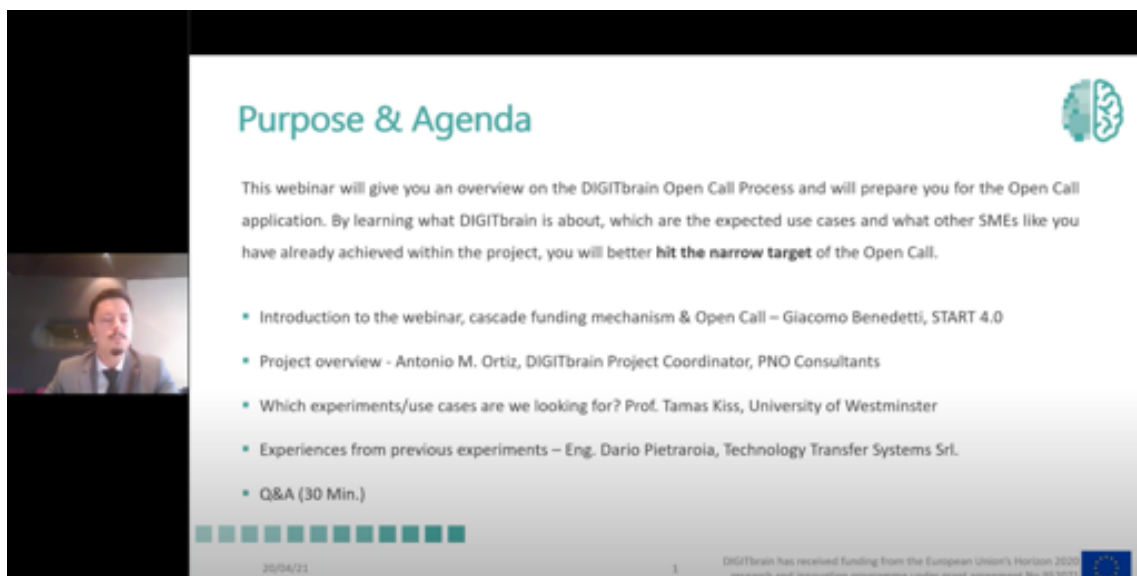 Purpose & Agenda
This webinar will give you an overview on the DIGITbrain Open Call Process and will prepare you for the Open Call
application. By learning what DIGITbrain is about, which are the expected use cases and what other SMEs like you
have already achieved within the project, you will better hit the narrow target of the Open Call.
▪ Introduction to the webinar, cascade funding mechanism & Open Call – Giacomo Benedetti, START 4.0
▪ Project overview - Antonio M. Ortiz, DIGITbrain Project Coordinator, PNO Consultants
▪ Which experiments/use cases are we looking for? Prof. Tamas Kiss, University of Westminster
▪ Experiences from previous experiments – Eng. Dario Pietraroia, Technology Transfer Systems Srl.
▪ Q&A (30 Min.)
20/04/21
1
DIGITbrain has received funding from the European Union's Horizon 2020